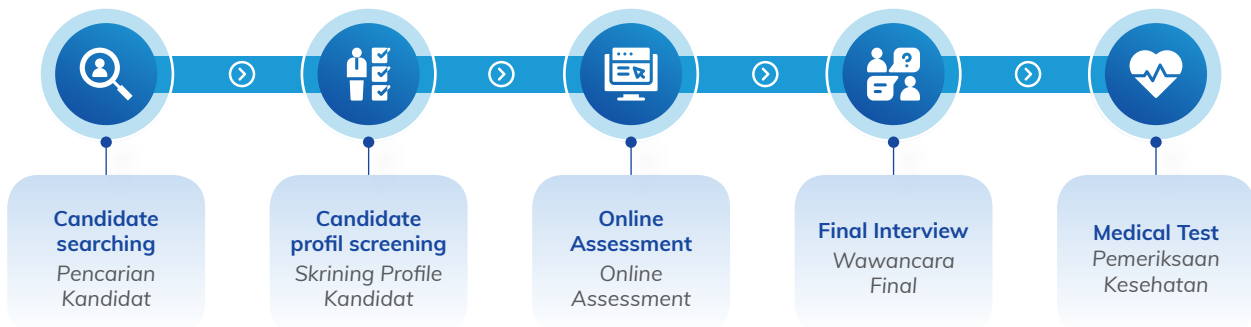 Candidate
searching
Pencarian
Kandidat
Candidate
profil screening
Skrining Profile
Kandidat
Online
Assessment
Online
Assessment
Final Interview
Wawancara
Final
Medical Test
Pemeriksaan
Kesehatan